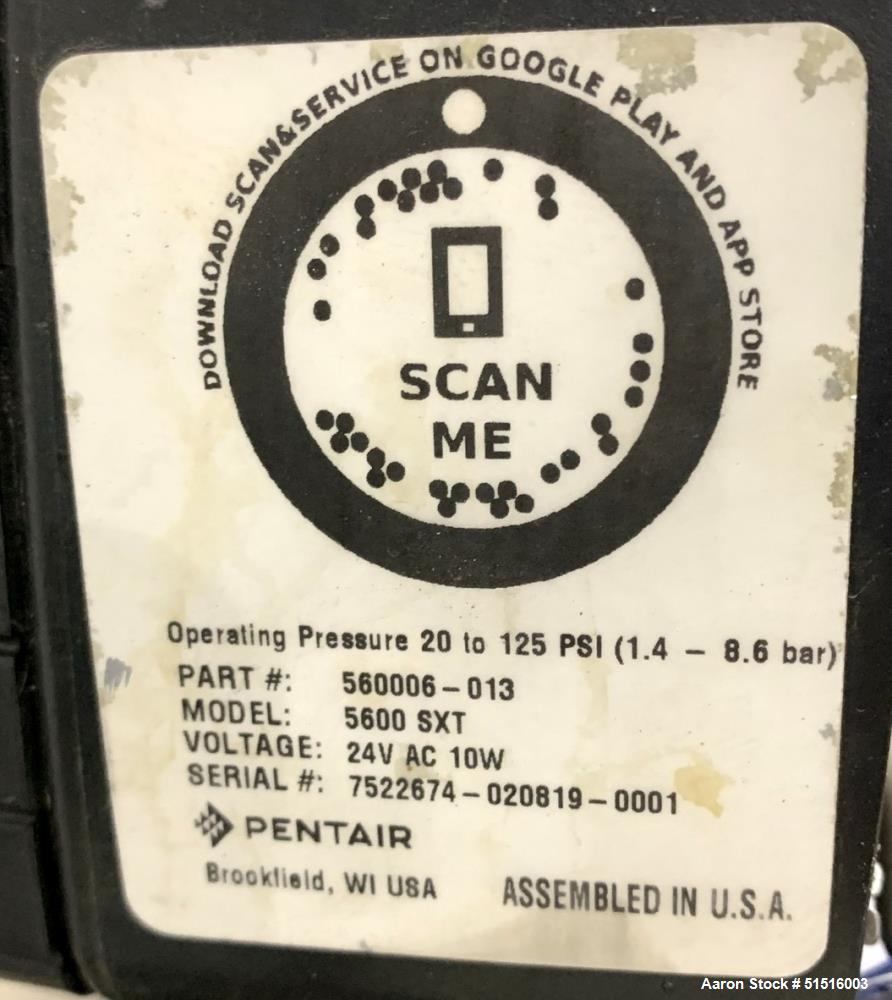 DOWNLOAD SCAN&SERVICE ON GOOGLE PLAY AND APP STORE
SCAN
ME
Operating Pressure 20 to 125 PSI (1.4 – 8.6 bar)
PART #: 560006-013
MODEL: 5600 SXT
VOLTAGE: 24V AC 10W
SERIAL #: 7522674-020819-0001
PENTAIR
Brookfield, WI USA ASSEMBLED IN U.S.A.
Aaron Stock # 51516003